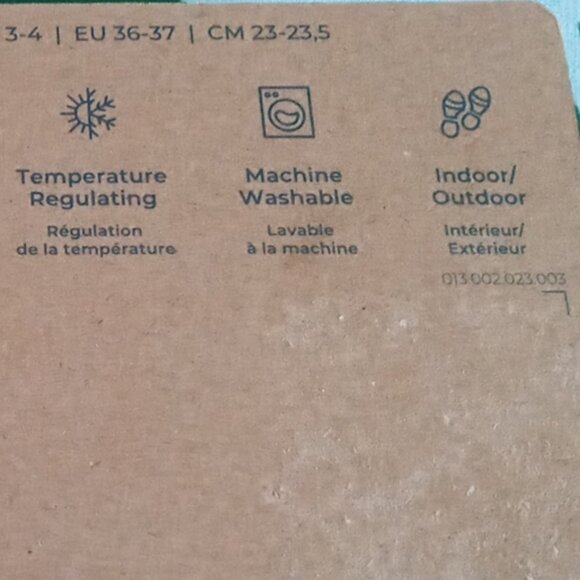 3-4 | EU 36-37 | CM 23-23,5
Temperature
Regulating
Régulation
de la température
Machine
Washable
Lavable
à la machine
Indoor/
Outdoor
Intérieur/
Extérieur
013.002.023.003